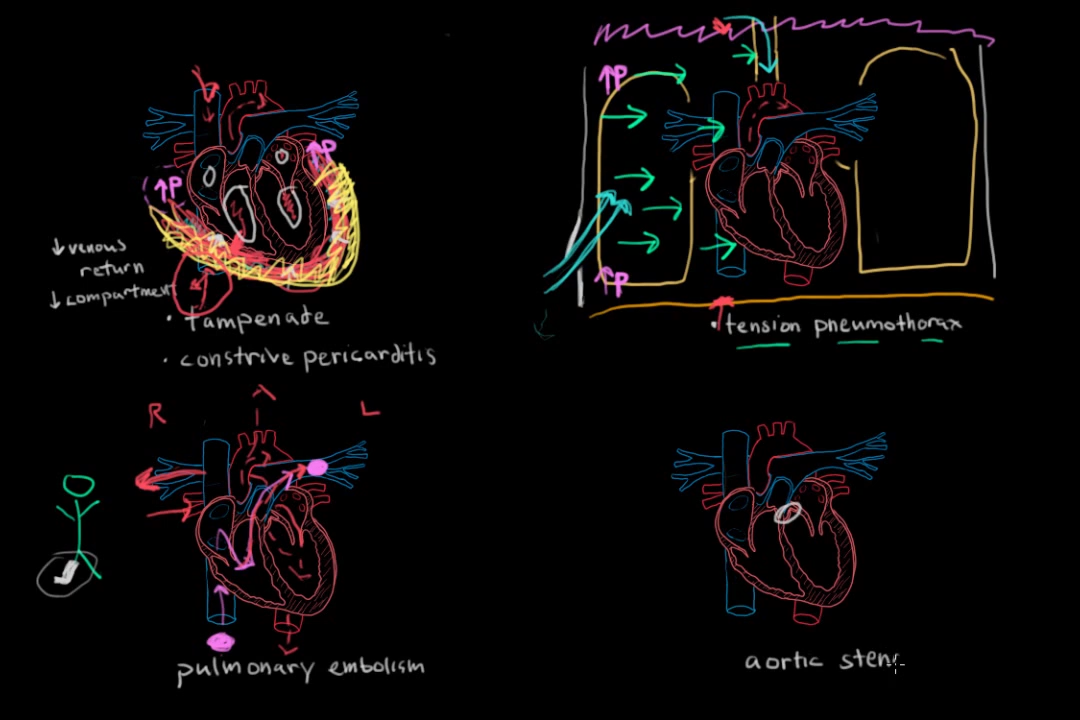 ↑P
↑P
↓ venous
return
↓ compartment
• tampenade
• constrive pericarditis
↑P
↑P
• tension pneumothorax
R
L
pulmonary embolism
aortic sten